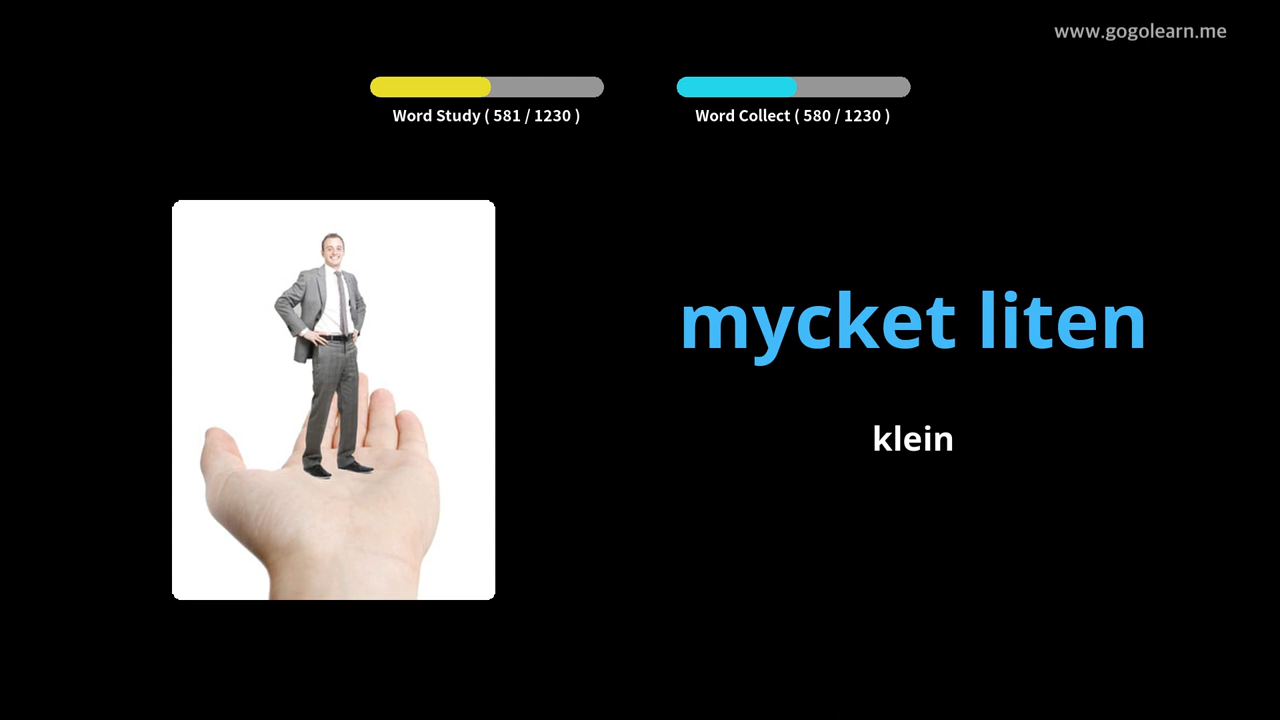 www.gogolearn.me
Word Study ( 581 / 1230 )
Word Collect ( 580 / 1230 )
mycket liten
klein